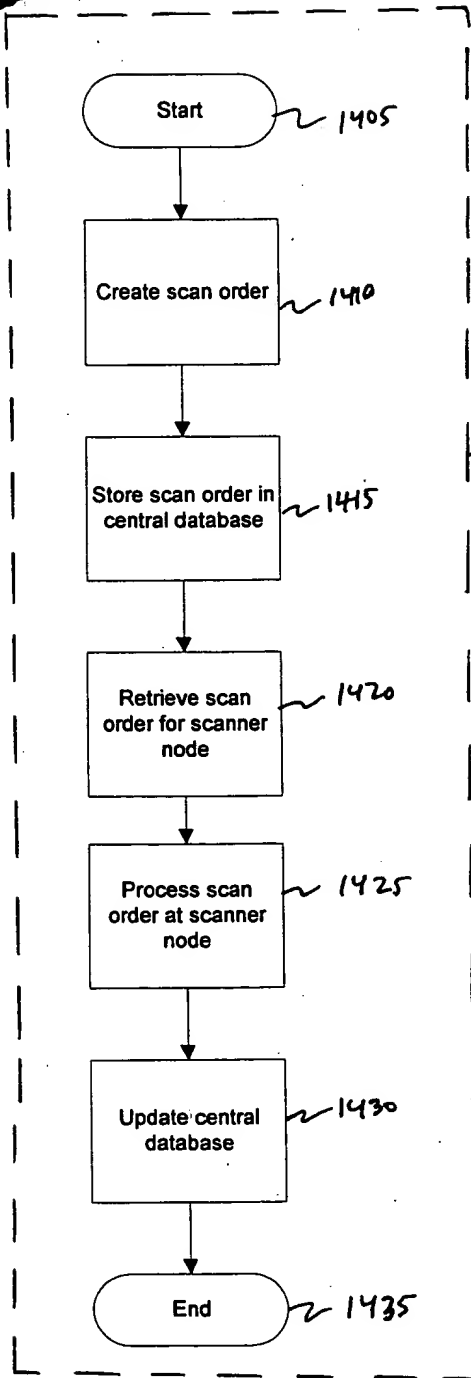 Start
1405
Create scan order
1410
Store scan order in
central database
1415
Retrieve scan
order for scanner
node
1420
Process scan
order at scanner
node
1425
Update central
database
1430
End
1435